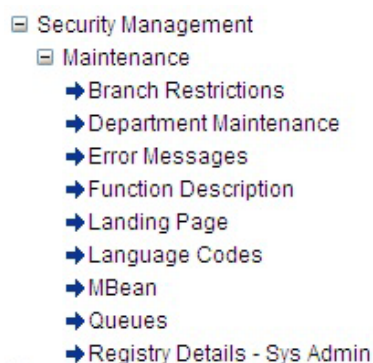 Security Management
Maintenance
Branch Restrictions
Department Maintenance
Error Messages
Function Description
Landing Page
Language Codes
MBean
Queues
Registry Details - Sys Admin